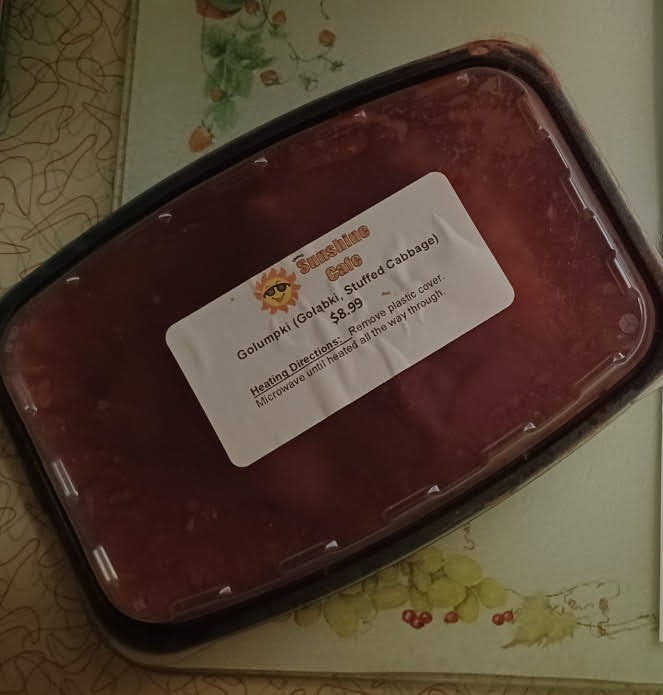 Sunshine
Cafe
Golumpki (Gołąbki, Stuffed Cabbage)
$8.99
Heating Directions: Remove plastic cover.
Microwave until heated all the way through.